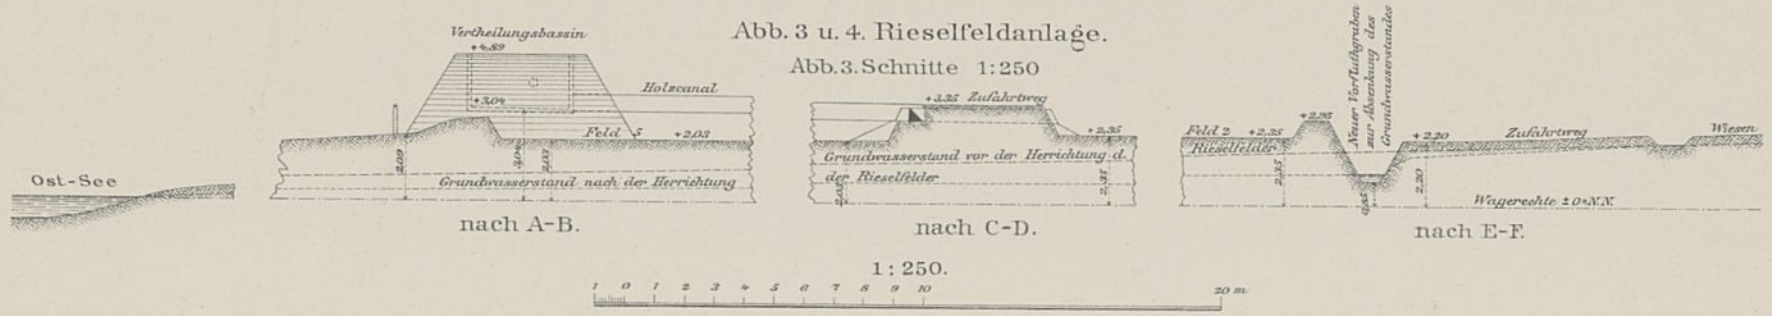 Abb. 3 u. 4. Rieselfeldanlage.
Abb. 3. Schnitte 1:250
Ost-See
Vertheilungsbassin
+4.89
+3.04
Holzcanal
Feld 5 +2.03
2,09
3,04
2,03
Grundwasserstand nach der Herrichtung
nach A-B.
+3.35 Zufahrtweg
+2.35
Grundwasserstand vor der Herrichtung d.
der Rieselfelder
2,35
nach C-D.
Neuer Vorfluthgraben
zur Absenkung des
Grundwasserstandes
Feld 2 +2.35
+2.95
+2.20
Zufahrtweg
Wiesen
Rieselfelder
2,35
2,20
Wagerechte ± 0 N.N.
nach E-F.
1 : 250.
1 0 1 2 3 4 5 6 7 8 9 10 20 m